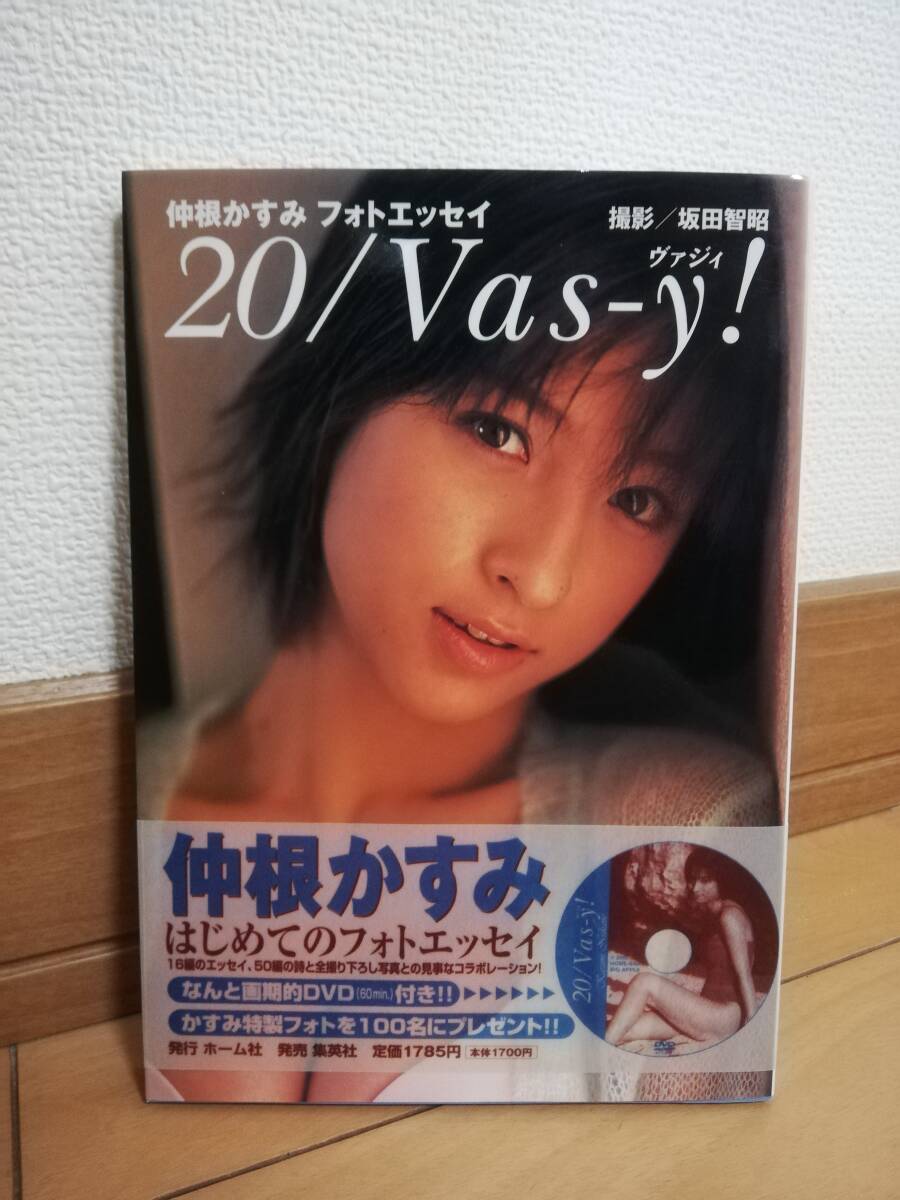 仲根かすみ フォトエッセイ
撮影／坂田智昭
ヴァジィ
20/Vas-y!
仲根かすみ
はじめてのフォトエッセイ
16編のエッセイ、50編の詩と全撮り下ろし写真との見事なコラボレーション!
なんと画期的DVD(60min.)付き!!
かすみ特製フォトを100名にプレゼント!!
発行 ホーム社 発売 集英社 定価1785円 本体1700円
20/Vas-y!
DVD